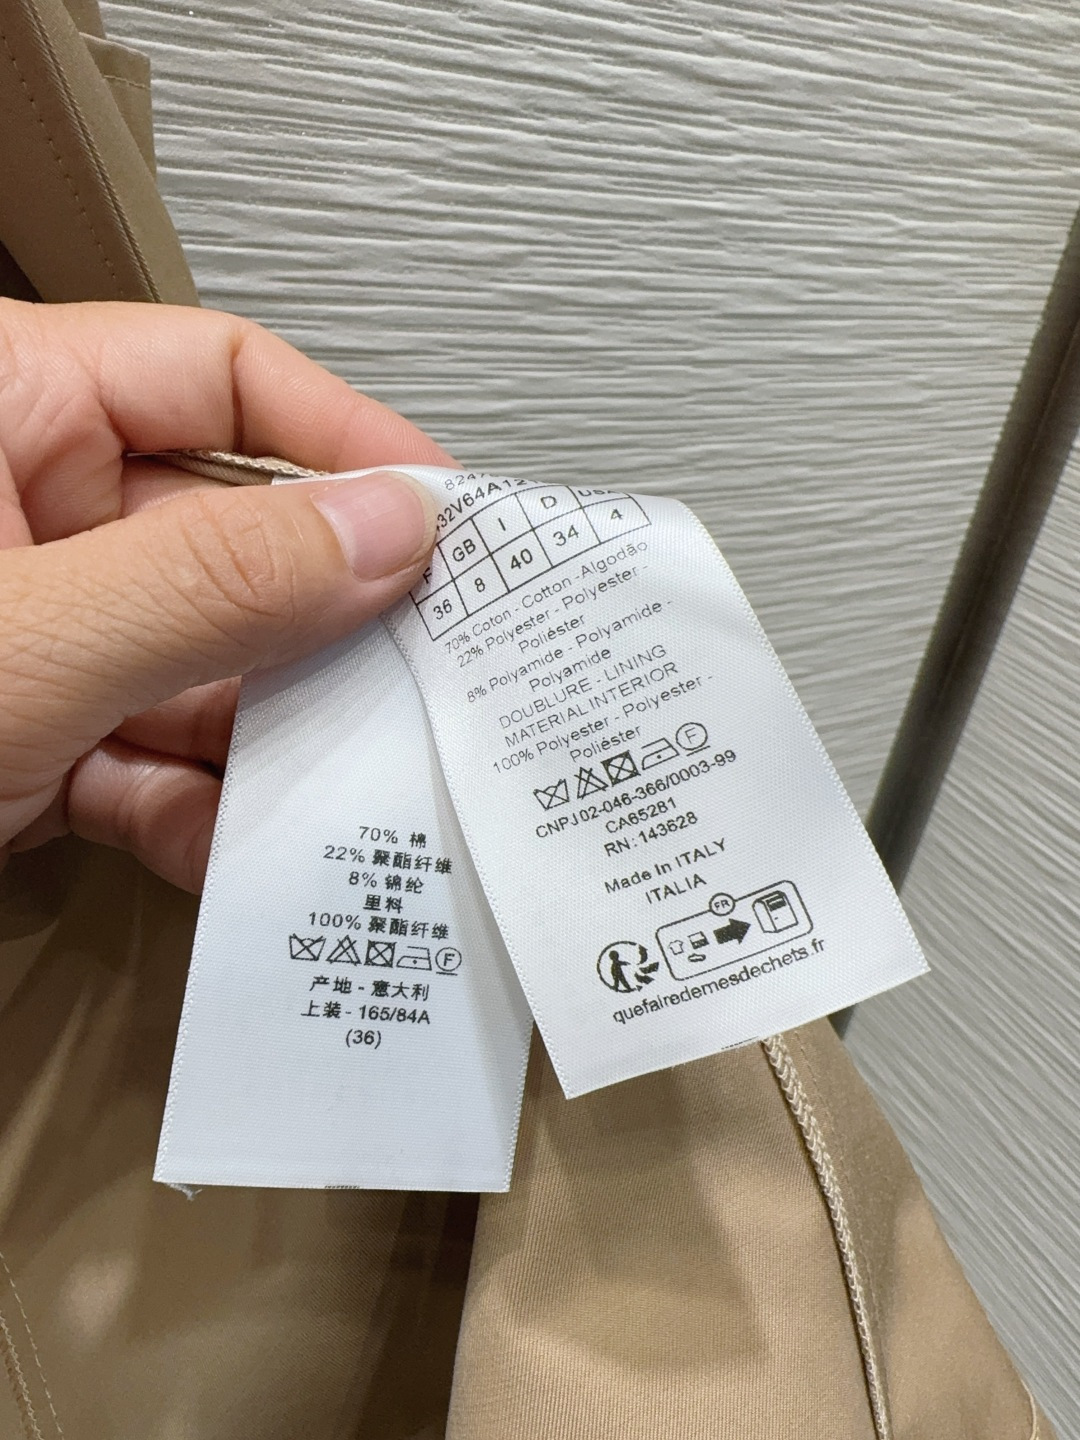 F GB I D
36 8 40 34 4
70% Coton - Cotton - Algodão
22% Polyester - Polyester -
Poliéster
8% Polyamide - Polyamide -
Polyamide
DOUBLURE - LINING
MATERIAL INTERIOR
100% Polyester - Polyester -
Poliéster
F
CNPJ 02-046-366/0003-99
CA65281
RN: 143628
Made In ITALY
ITALIA
FR
quefairedemesdechets.fr
70% 棉
22% 聚酯纤维
8% 锦纶
里料
100% 聚酯纤维
F
产地 - 意大利
上装 - 165/84A
(36)